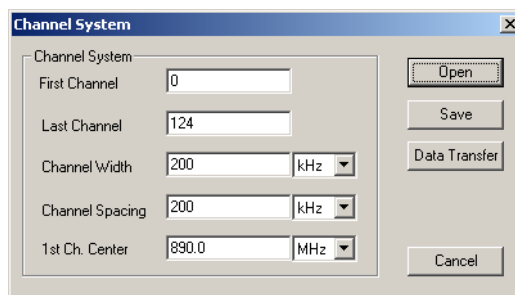 Channel System
Channel System
First Channel 0
Last Channel 124
Channel Width 200 kHz
Channel Spacing 200 kHz
1st Ch. Center 890.0 MHz
Open
Save
Data Transfer
Cancel